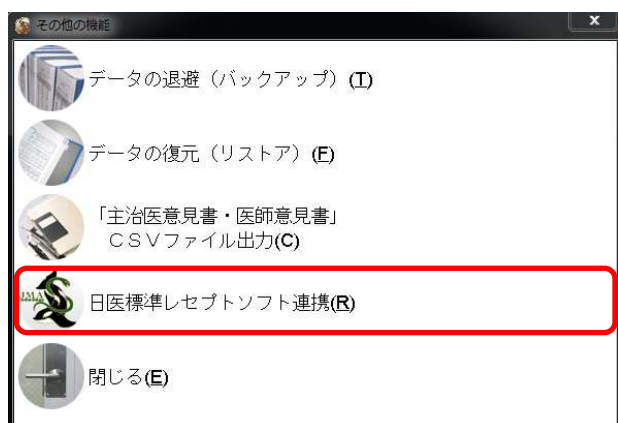 その他の機能
x
データの退避（バックアップ）(T)
データの復元（リストア）(F)
「主治医意見書・医師意見書」
ＣＳＶファイル出力(C)
JMA
日医標準レセプトソフト連携(R)
閉じる(E)